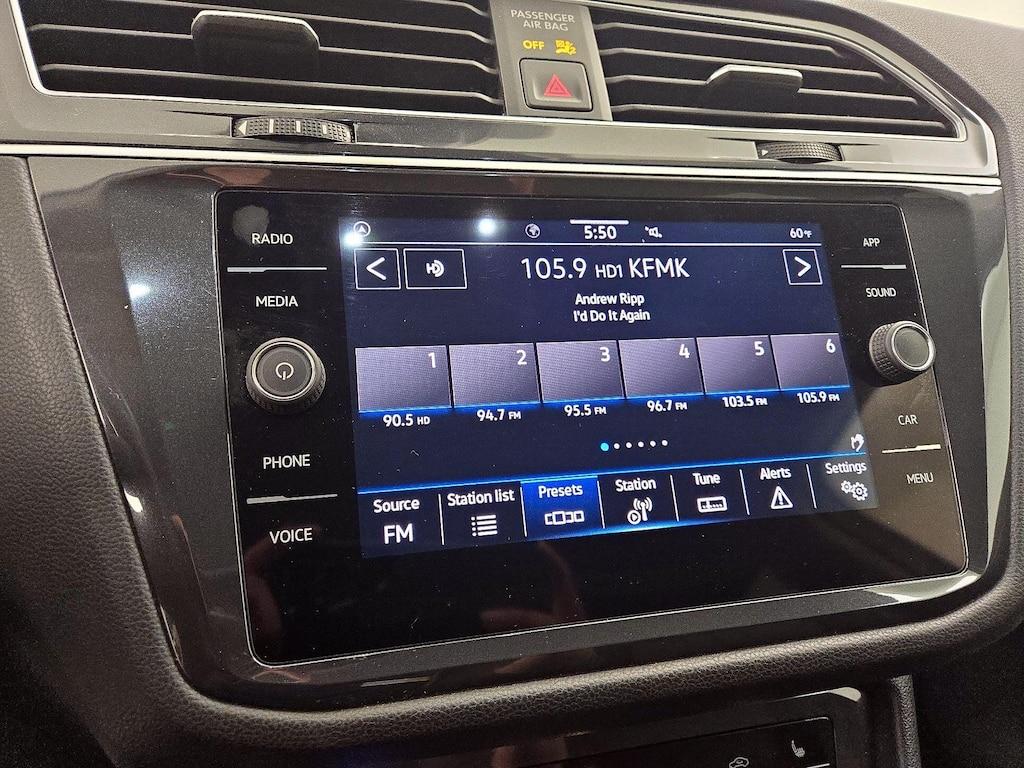 PASSENGER
AIR BAG
OFF
RADIO
MEDIA
PHONE
VOICE
5:50
60°F
105.9 HD1 KFMK
Andrew Ripp
I'd Do It Again
1 2 3 4 5 6
90.5 HD 94.7 FM 95.5 FM 96.7 FM 103.5 FM 105.9 FM
Source Station list Presets Station Tune Alerts Settings
FM
APP
SOUND
CAR
MENU